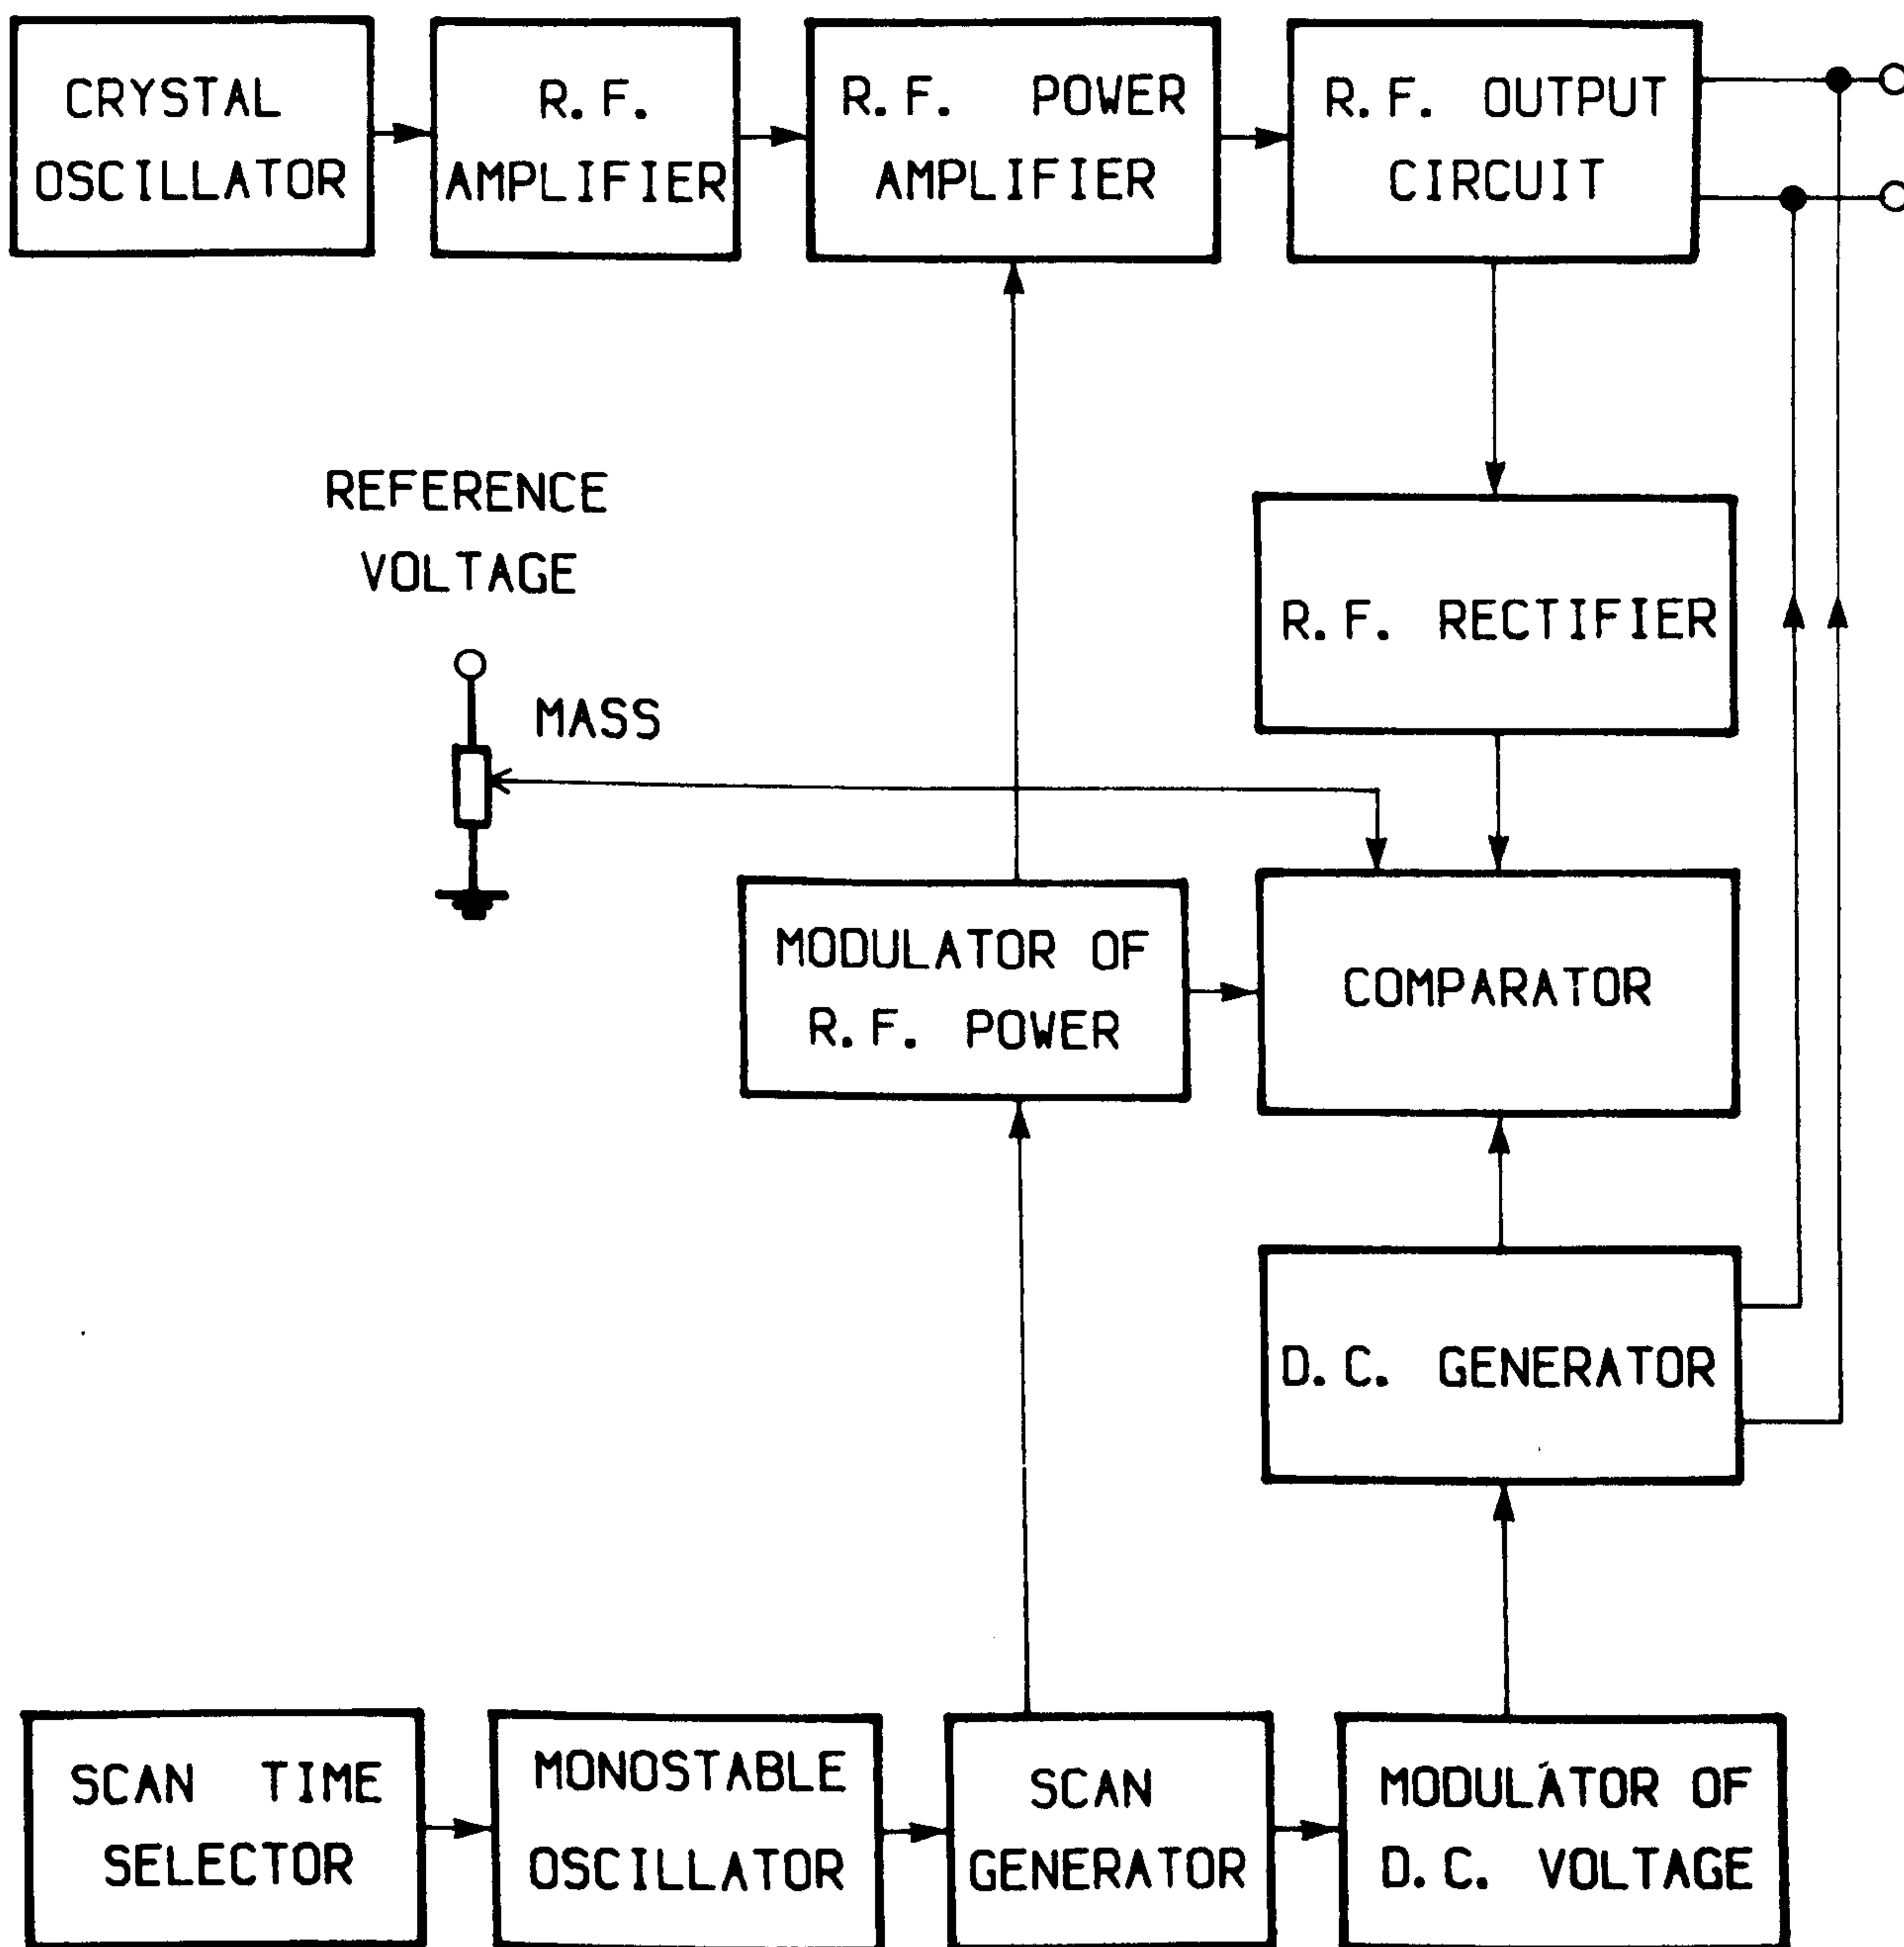 CRYSTAL
OSCILLATOR
R.F.
AMPLIFIER
R.F. POWER
AMPLIFIER
R.F. OUTPUT
CIRCUIT
REFERENCE
VOLTAGE
MASS
R.F. RECTIFIER
MODULATOR OF
R.F. POWER
COMPARATOR
D.C. GENERATOR
SCAN TIME
SELECTOR
MONOSTABLE
OSCILLATOR
SCAN
GENERATOR
MODULATOR OF
D.C. VOLTAGE